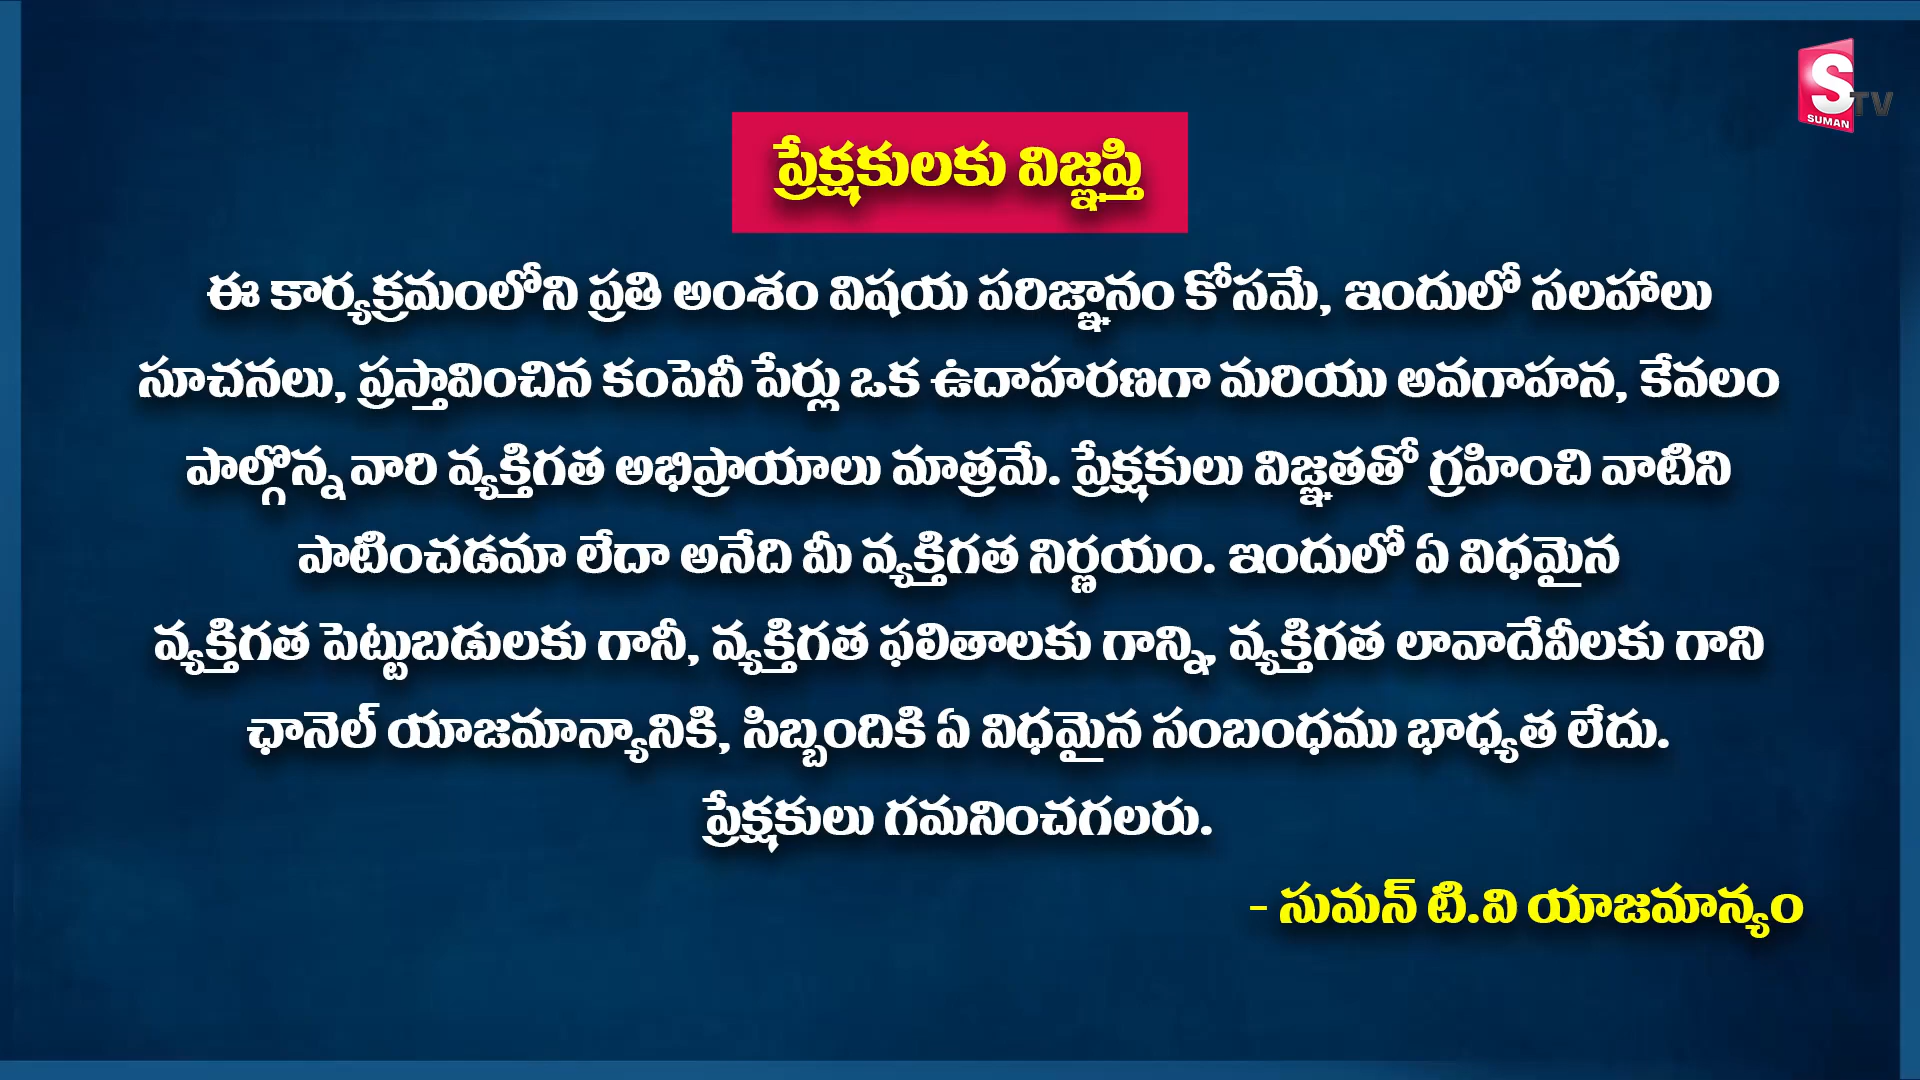 S TV
SUMAN
ప్రేక్షకులకు విజ్ఞప్తి
ఈ కార్యక్రమంలోని ప్రతి అంశం విషయ పరిజ్ఞానం కోసమే, ఇందులో సలహాలు
సూచనలు, ప్రస్తావించిన కంపెనీ పేర్లు ఒక ఉదాహరణగా మరియు అవగాహన, కేవలం
పాల్గొన్న వారి వ్యక్తిగత అభిప్రాయాలు మాత్రమే. ప్రేక్షకులు విజ్ఞతతో గ్రహించి వాటిని
పాటించడమా లేదా అనేది మీ వ్యక్తిగత నిర్ణయం. ఇందులో ఏ విధమైన
వ్యక్తిగత పెట్టుబడులకు గానీ, వ్యక్తిగత ఫలితాలకు గాన్ని, వ్యక్తిగత లావాదేవీలకు గాని
ఛానెల్ యాజమాన్యానికి, సిబ్బందికి ఏ విధమైన సంబంధము భాధ్యత లేదు.
ప్రేక్షకులు గమనించగలరు.
- సుమన్ టి.వి యాజమాన్యం